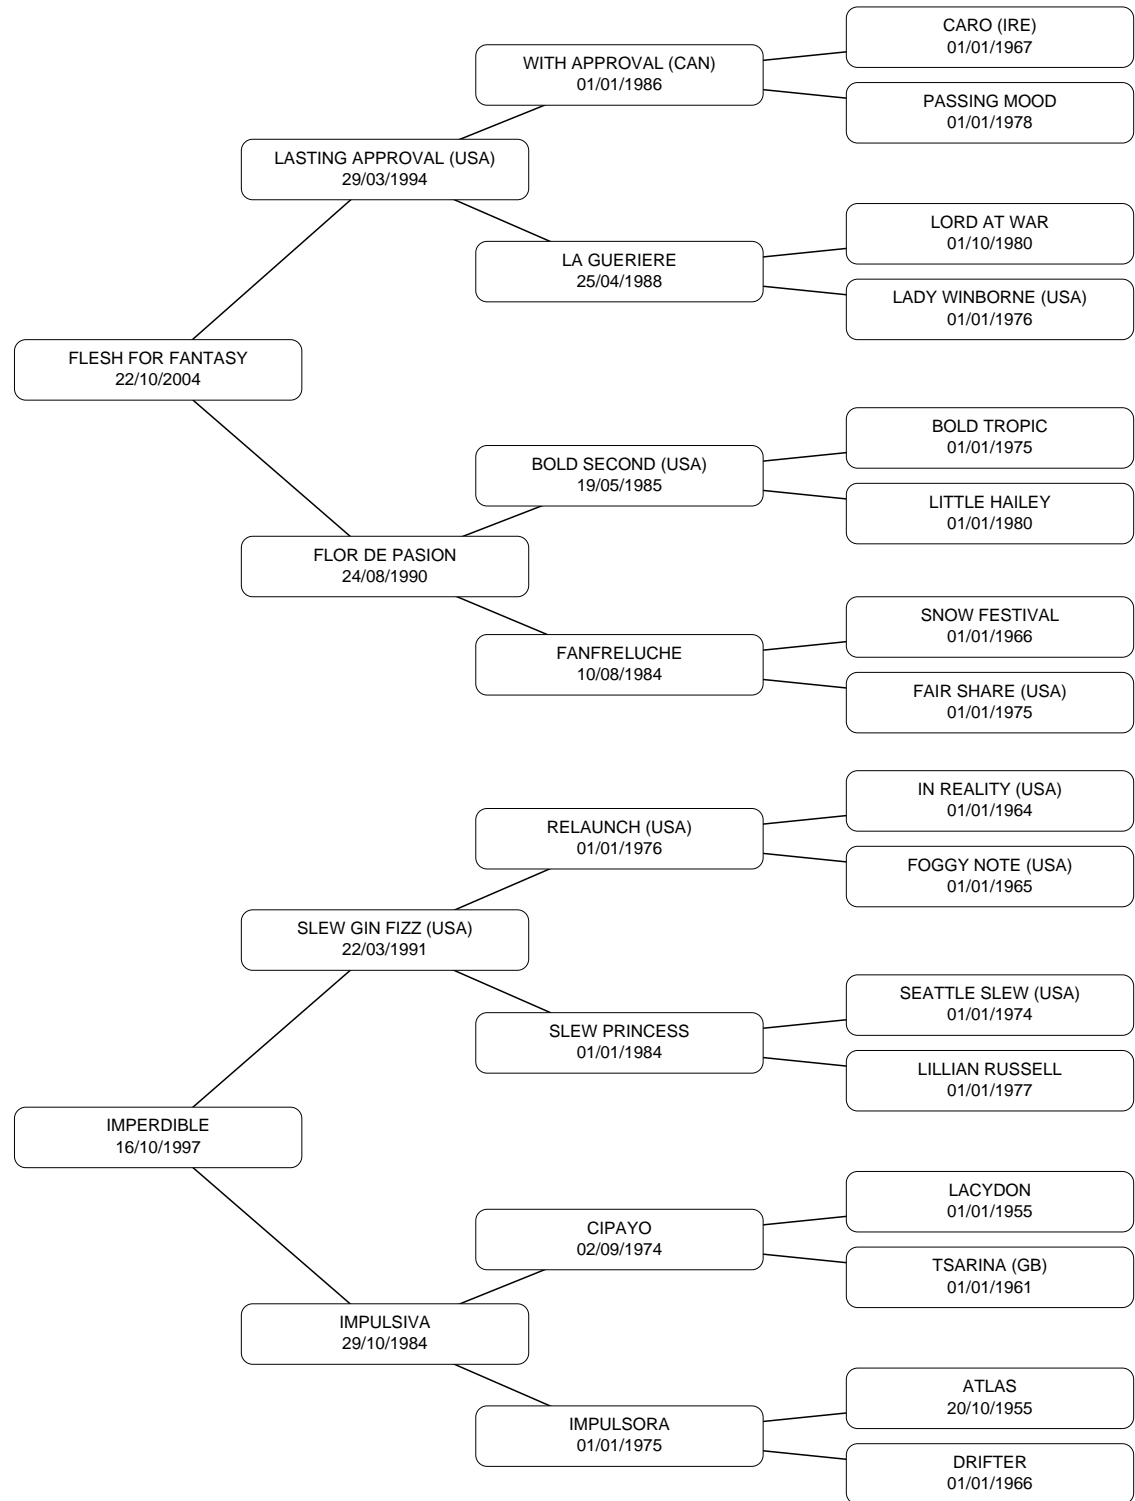 CARO (IRE)
01/01/1967
WITH APPROVAL (CAN)
01/01/1986
PASSING MOOD
01/01/1978
LASTING APPROVAL (USA)
29/03/1994
LORD AT WAR
01/10/1980
LA GUERIERE
25/04/1988
LADY WINBORNE (USA)
01/01/1976
FLESH FOR FANTASY
22/10/2004
BOLD TROPIC
01/01/1975
BOLD SECOND (USA)
19/05/1985
LITTLE HAILEY
01/01/1980
FLOR DE PASION
24/08/1990
SNOW FESTIVAL
01/01/1966
FANFRELUCHE
10/08/1984
FAIR SHARE (USA)
01/01/1975
IN REALITY (USA)
01/01/1964
RELAUNCH (USA)
01/01/1976
FOGGY NOTE (USA)
01/01/1965
SLEW GIN FIZZ (USA)
22/03/1991
SEATTLE SLEW (USA)
01/01/1974
SLEW PRINCESS
01/01/1984
LILLIAN RUSSELL
01/01/1977
IMPERDIBLE
16/10/1997
LACYDON
01/01/1955
CIPAYO
02/09/1974
TSARINA (GB)
01/01/1961
IMPULSIVA
29/10/1984
ATLAS
20/10/1955
IMPULSORA
01/01/1975
DRIFTER
01/01/1966